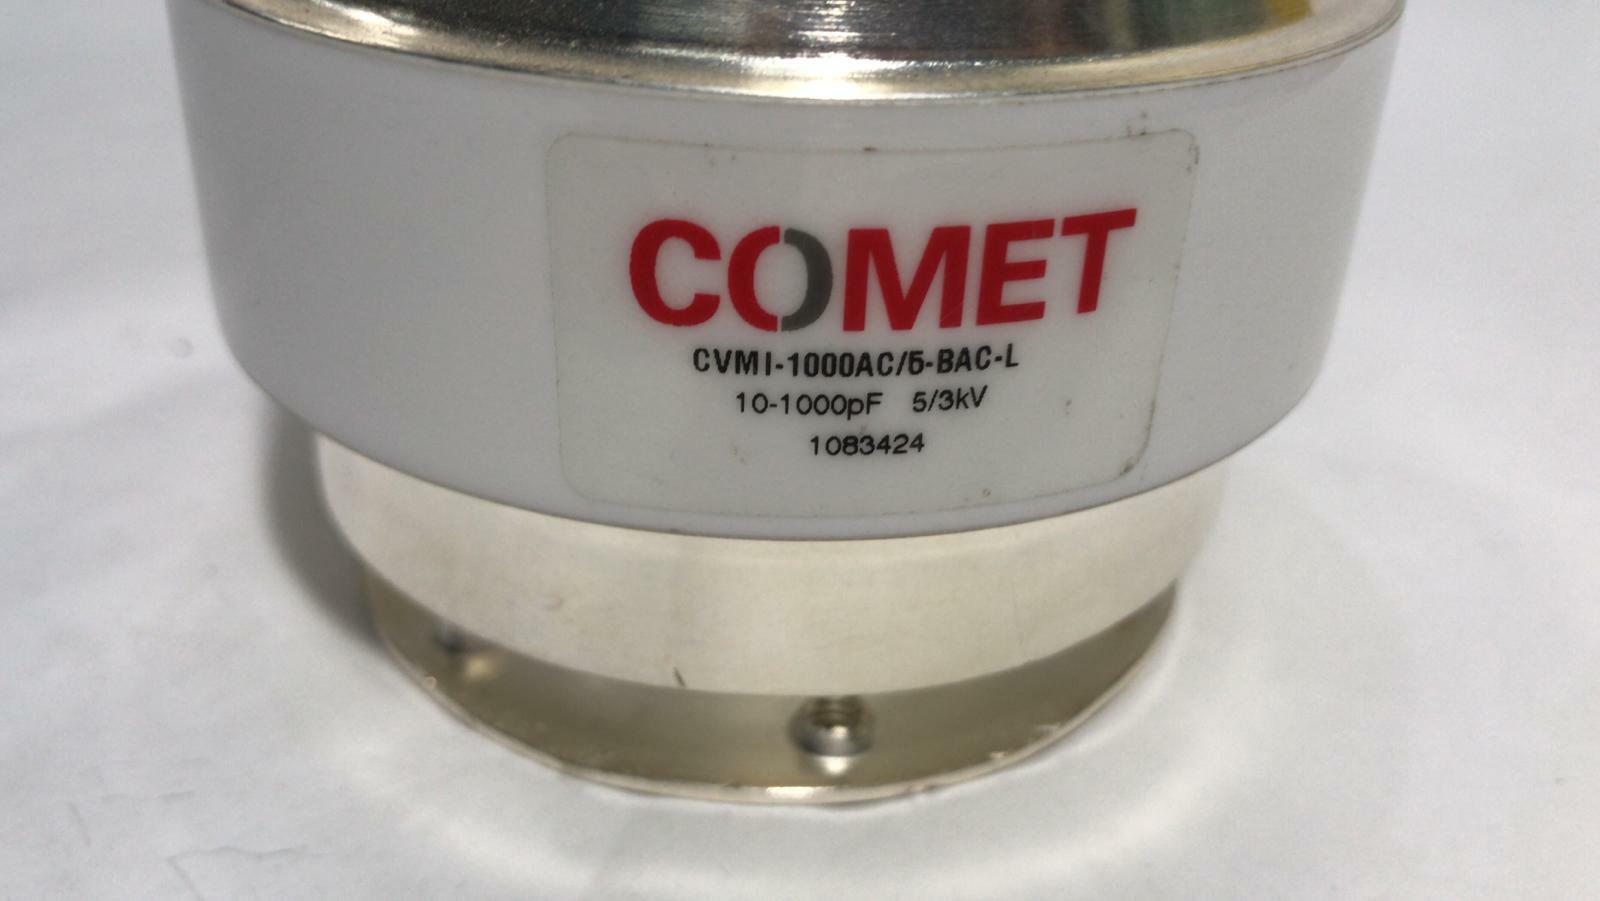 COMET
CVMI-1000AC/5-BAC-L
10-1000pF 5/3kV
1083424